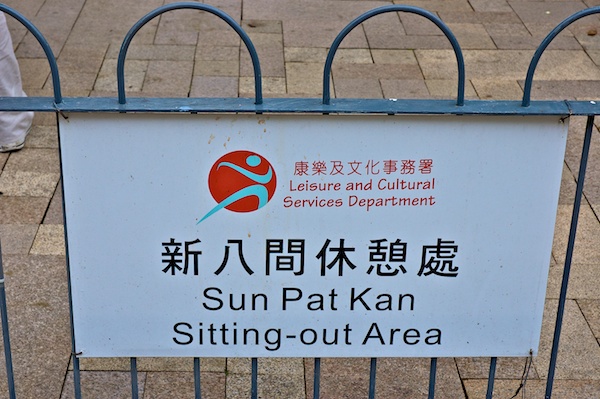 康樂及文化事務署
Leisure and Cultural
Services Department
新八間休憩處
Sun Pat Kan
Sitting-out Area